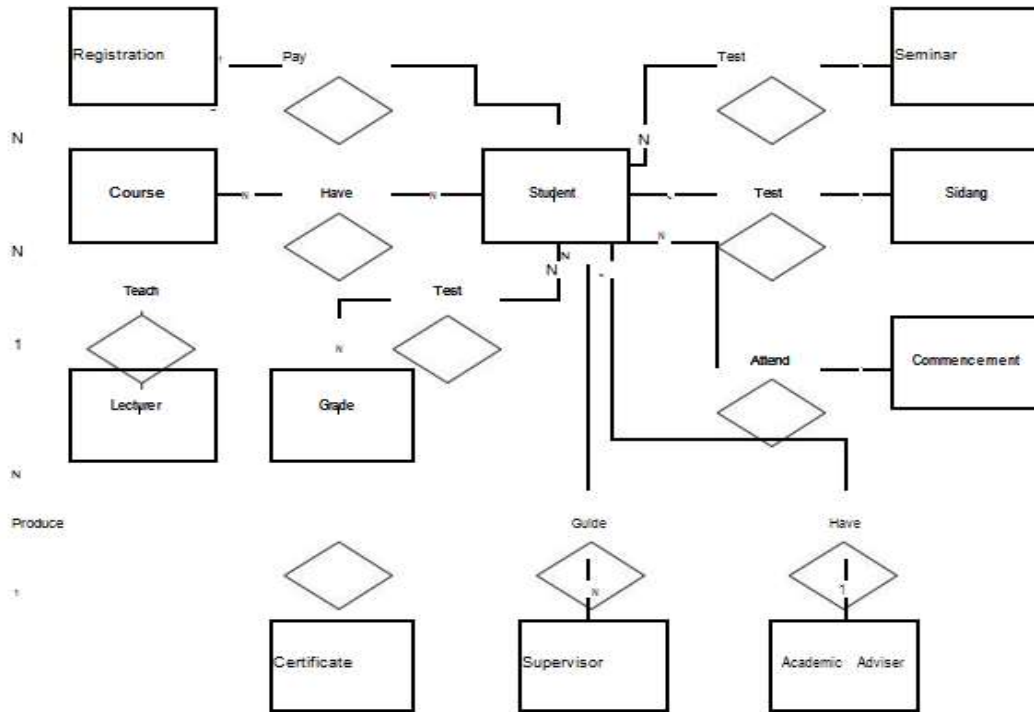 Registration
Pay
Test
Seminar
N
N
Course
N
Have
N
Student
Test
Sidang
N
N
N
N
Teach
Test
1
N
Attend
Commencement
Lecturer
Grade
N
Produce
Guide
Have
1
N
1
Certificate
Supervisor
Academic Adviser